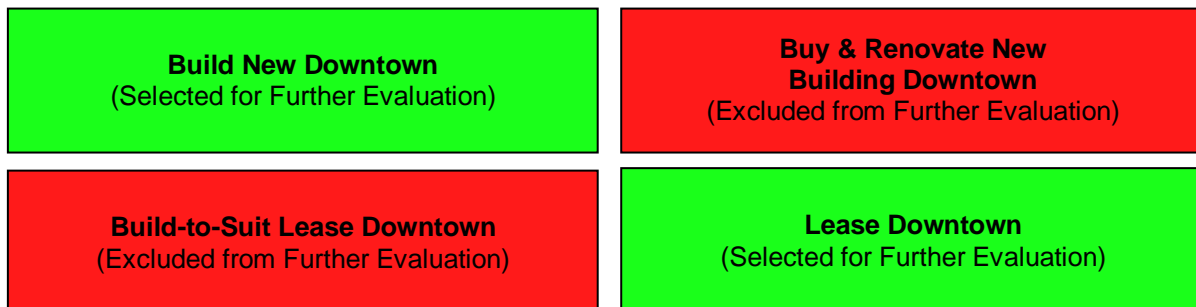 Build New Downtown
(Selected for Further Evaluation)
Buy & Renovate New
Building Downtown
(Excluded from Further Evaluation)
Build-to-Suit Lease Downtown
(Excluded from Further Evaluation)
Lease Downtown
(Selected for Further Evaluation)